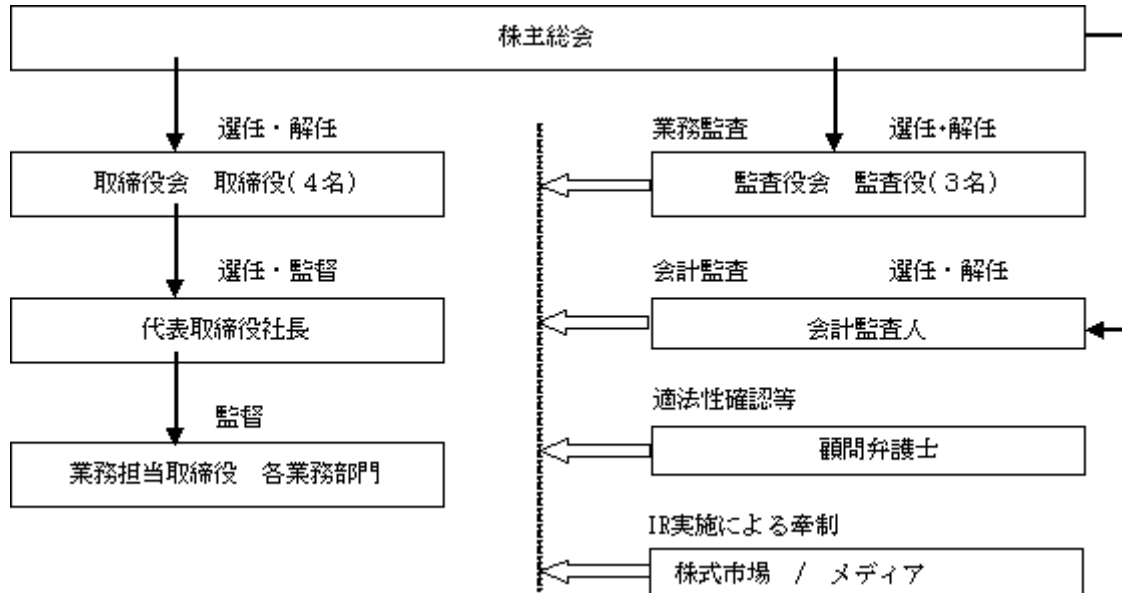 株主総会
選任・解任
業務監査
選任・解任
取締役会 取締役(4名)
監査役会 監査役(3名)
選任・監督
会計監査
選任・解任
代表取締役社長
会計監査人
監督
適法性確認等
業務担当取締役 各業務部門
顧問弁護士
IR実施による牽制
株式市場 / メディア